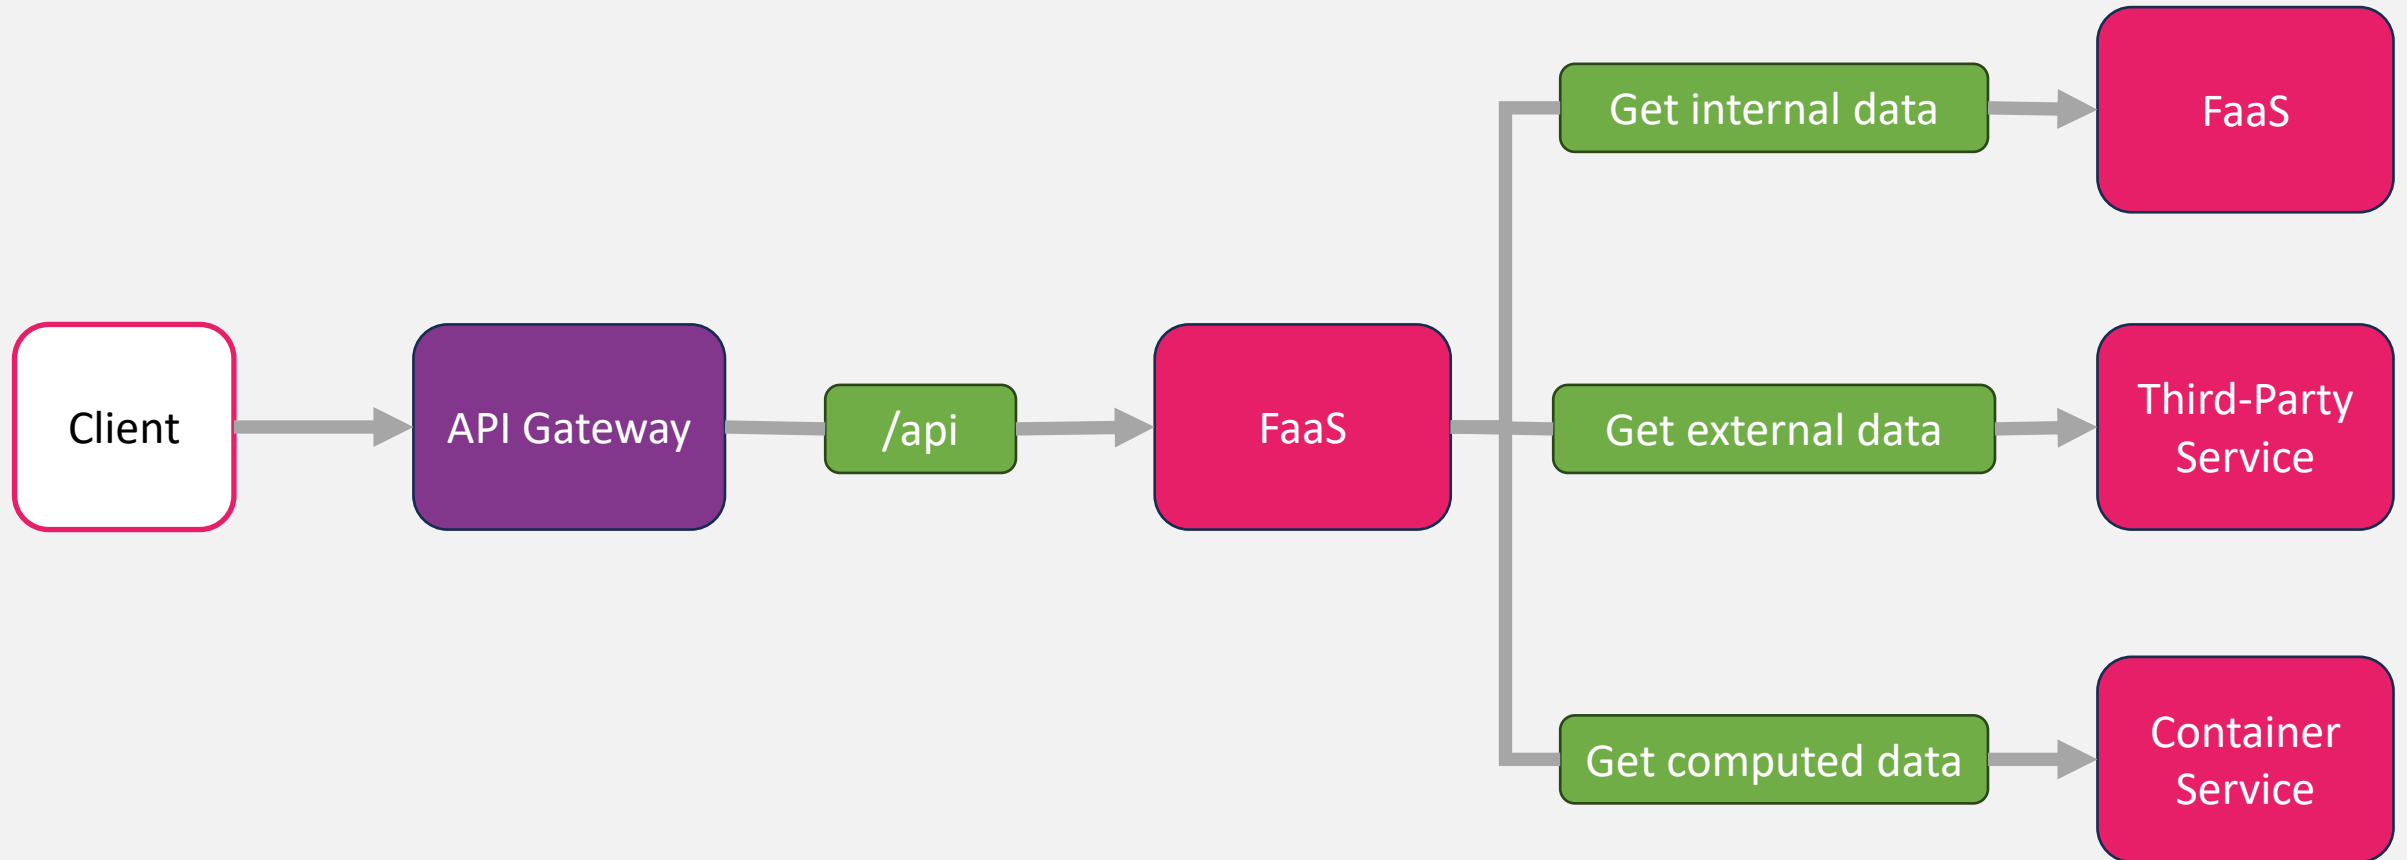 Client
API Gateway
/api
FaaS
Get internal data
FaaS
Get external data
Third-Party
Service
Get computed data
Container
Service